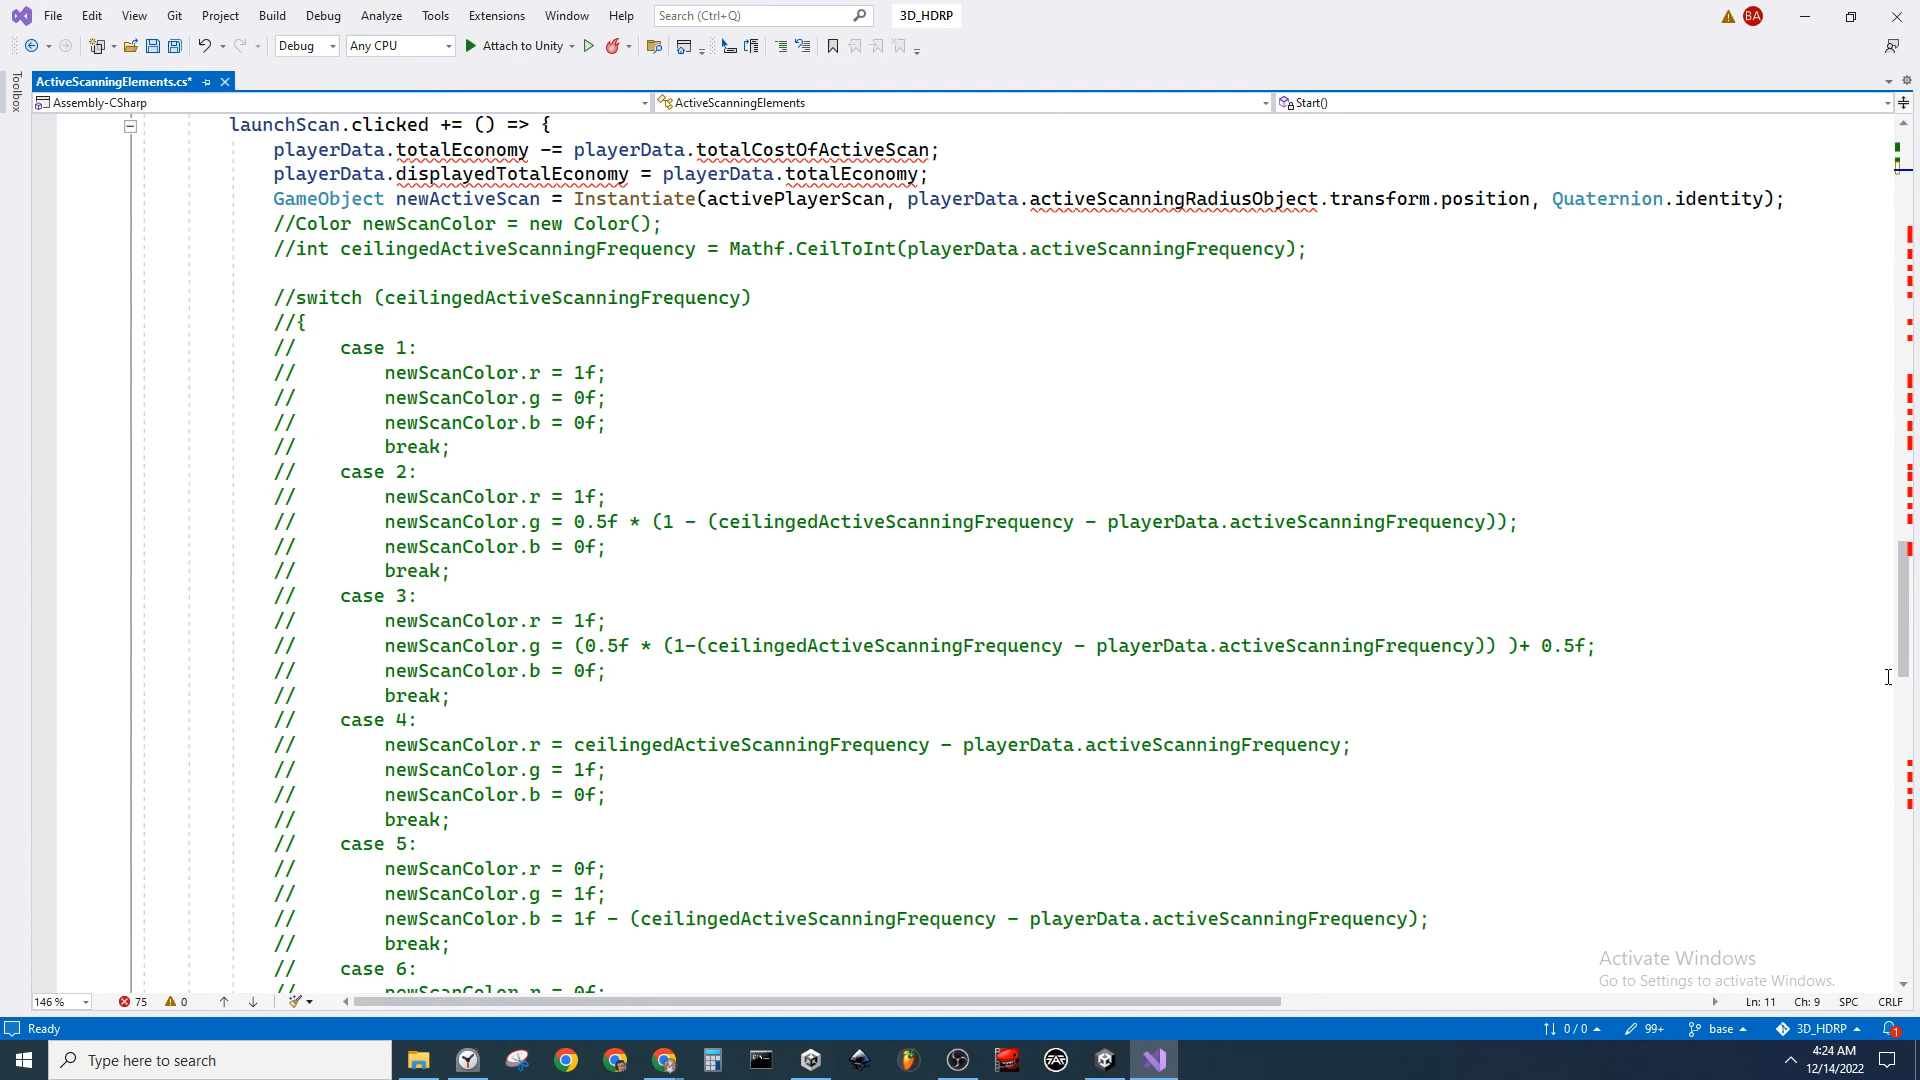 File Edit View Git Project Build Debug Analyze Tools Extensions Window Help Search (Ctrl+Q) 3D_HDRP BA
Debug Any CPU Attach to Unity
Toolbox
ActiveScanningElements.cs*
Assembly-CSharp ActiveScanningElements Start()
launchScan.clicked += () => {
playerData.totalEconomy -= playerData.totalCostOfActiveScan;
playerData.displayedTotalEconomy = playerData.totalEconomy;
GameObject newActiveScan = Instantiate(activePlayerScan, playerData.activeScanningRadiusObject.transform.position, Quaternion.identity);
//Color newScanColor = new Color();
//int ceilingedActiveScanningFrequency = Mathf.CeilToInt(playerData.activeScanningFrequency);
//switch (ceilingedActiveScanningFrequency)
//{
// case 1:
// newScanColor.r = 1f;
// newScanColor.g = 0f;
// newScanColor.b = 0f;
// break;
// case 2:
// newScanColor.r = 1f;
// newScanColor.g = 0.5f * (1 - (ceilingedActiveScanningFrequency - playerData.activeScanningFrequency));
// newScanColor.b = 0f;
// break;
// case 3:
// newScanColor.r = 1f;
// newScanColor.g = (0.5f * (1-(ceilingedActiveScanningFrequency - playerData.activeScanningFrequency)) )+ 0.5f;
// newScanColor.b = 0f;
// break;
// case 4:
// newScanColor.r = ceilingedActiveScanningFrequency - playerData.activeScanningFrequency;
// newScanColor.g = 1f;
// newScanColor.b = 0f;
// break;
// case 5:
// newScanColor.r = 0f;
// newScanColor.g = 1f;
// newScanColor.b = 1f - (ceilingedActiveScanningFrequency - playerData.activeScanningFrequency);
// break;
// case 6:
// newScanColor.r = 0f;
Activate Windows
Go to Settings to activate Windows.
146 % 75 0 Ln: 11 Ch: 9 SPC CRLF
Ready 0 / 0 99+ base 3D_HDRP 1
Type here to search 4:24 AM
12/14/2022